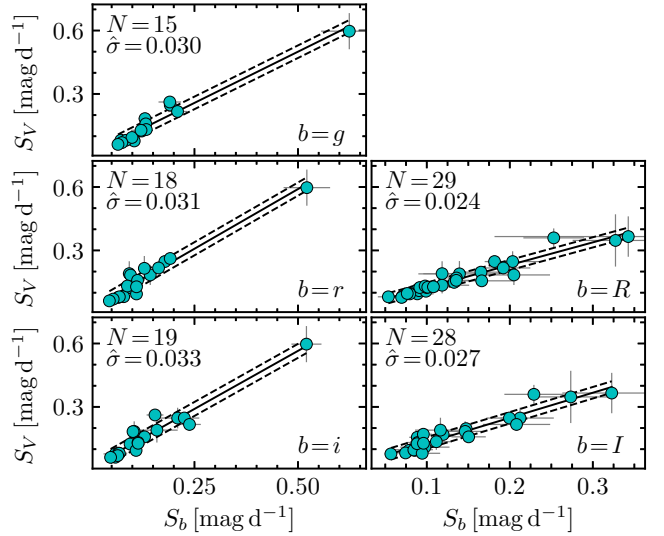 N = 15
σ̂ = 0.030
b = g
S_V [mag d⁻¹]
0.6
0.3
N = 18
σ̂ = 0.031
b = r
S_V [mag d⁻¹]
0.6
0.3
N = 29
σ̂ = 0.024
b = R
N = 19
σ̂ = 0.033
b = i
S_V [mag d⁻¹]
0.6
0.3
N = 28
σ̂ = 0.027
b = I
0.25 0.50
0.1 0.2 0.3
S_b [mag d⁻¹]
S_b [mag d⁻¹]